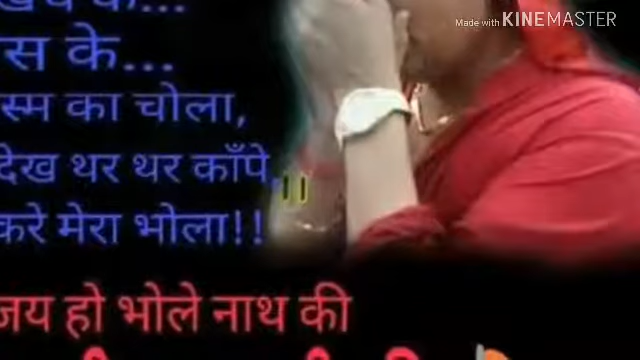 Made with KINEMASTER
के...
स के...
स्म का चोला,
देख थर थर काँपे,
।।
करे मेरा भोला!!
जय हो भोले नाथ की